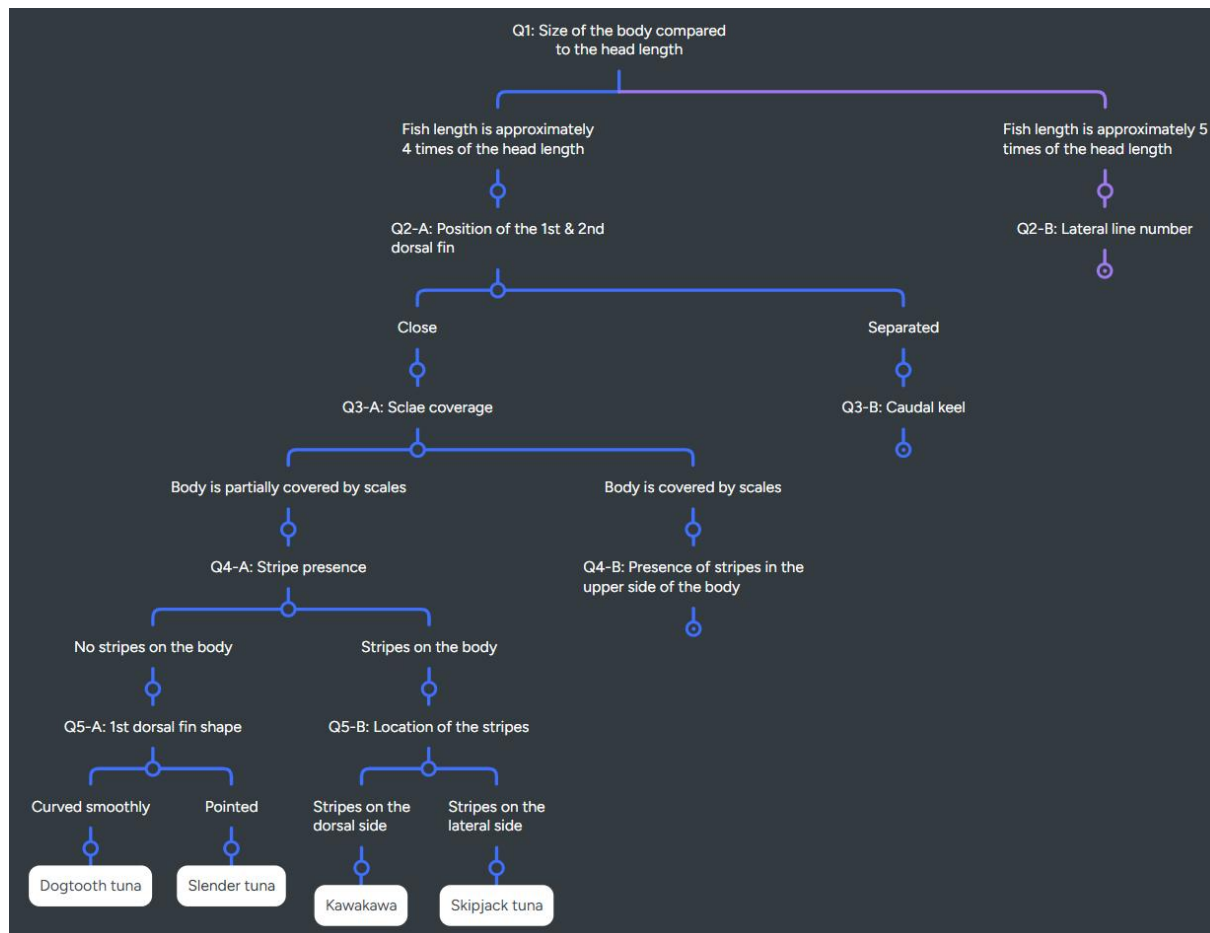 Q1: Size of the body compared
to the head length
Fish length is approximately
4 times of the head length
Fish length is approximately 5
times of the head length
Q2-A: Position of the 1st & 2nd
dorsal fin
Q2-B: Lateral line number
Close
Separated
Q3-A: Sclae coverage
Q3-B: Caudal keel
Body is partially covered by scales
Body is covered by scales
Q4-A: Stripe presence
Q4-B: Presence of stripes in the
upper side of the body
No stripes on the body
Stripes on the body
Q5-A: 1st dorsal fin shape
Q5-B: Location of the stripes
Curved smoothly
Pointed
Stripes on the
dorsal side
Stripes on the
lateral side
Dogtooth tuna
Slender tuna
Kawakawa
Skipjack tuna